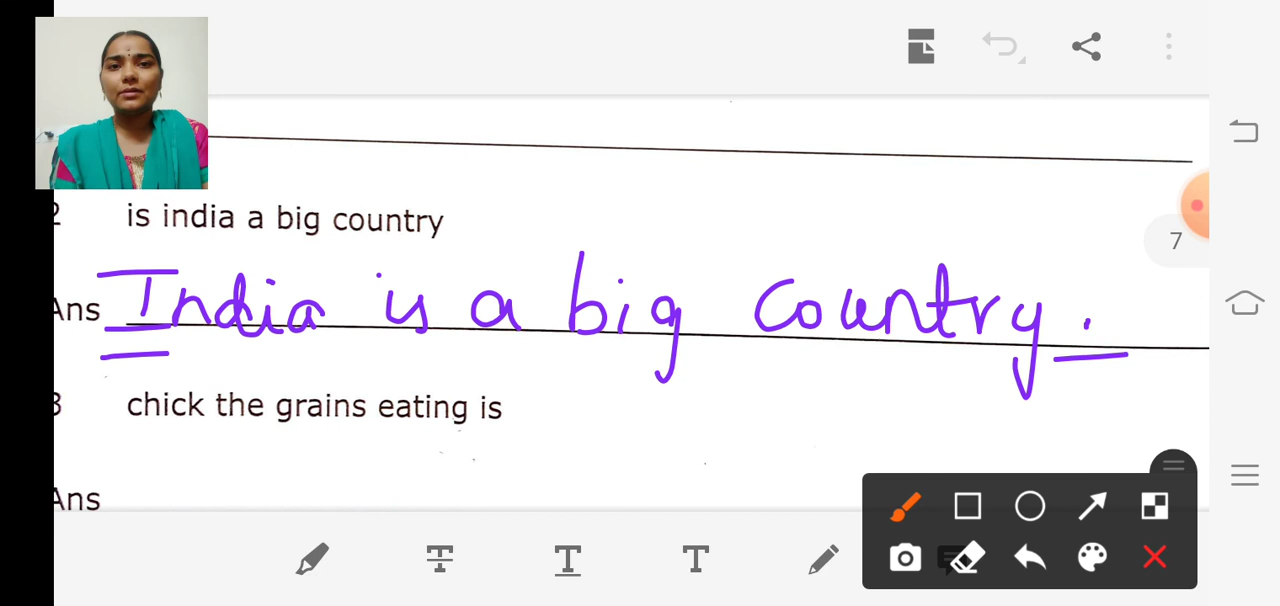 7
2 is india a big country
Ans India is a big country.
3 chick the grains eating is
Ans